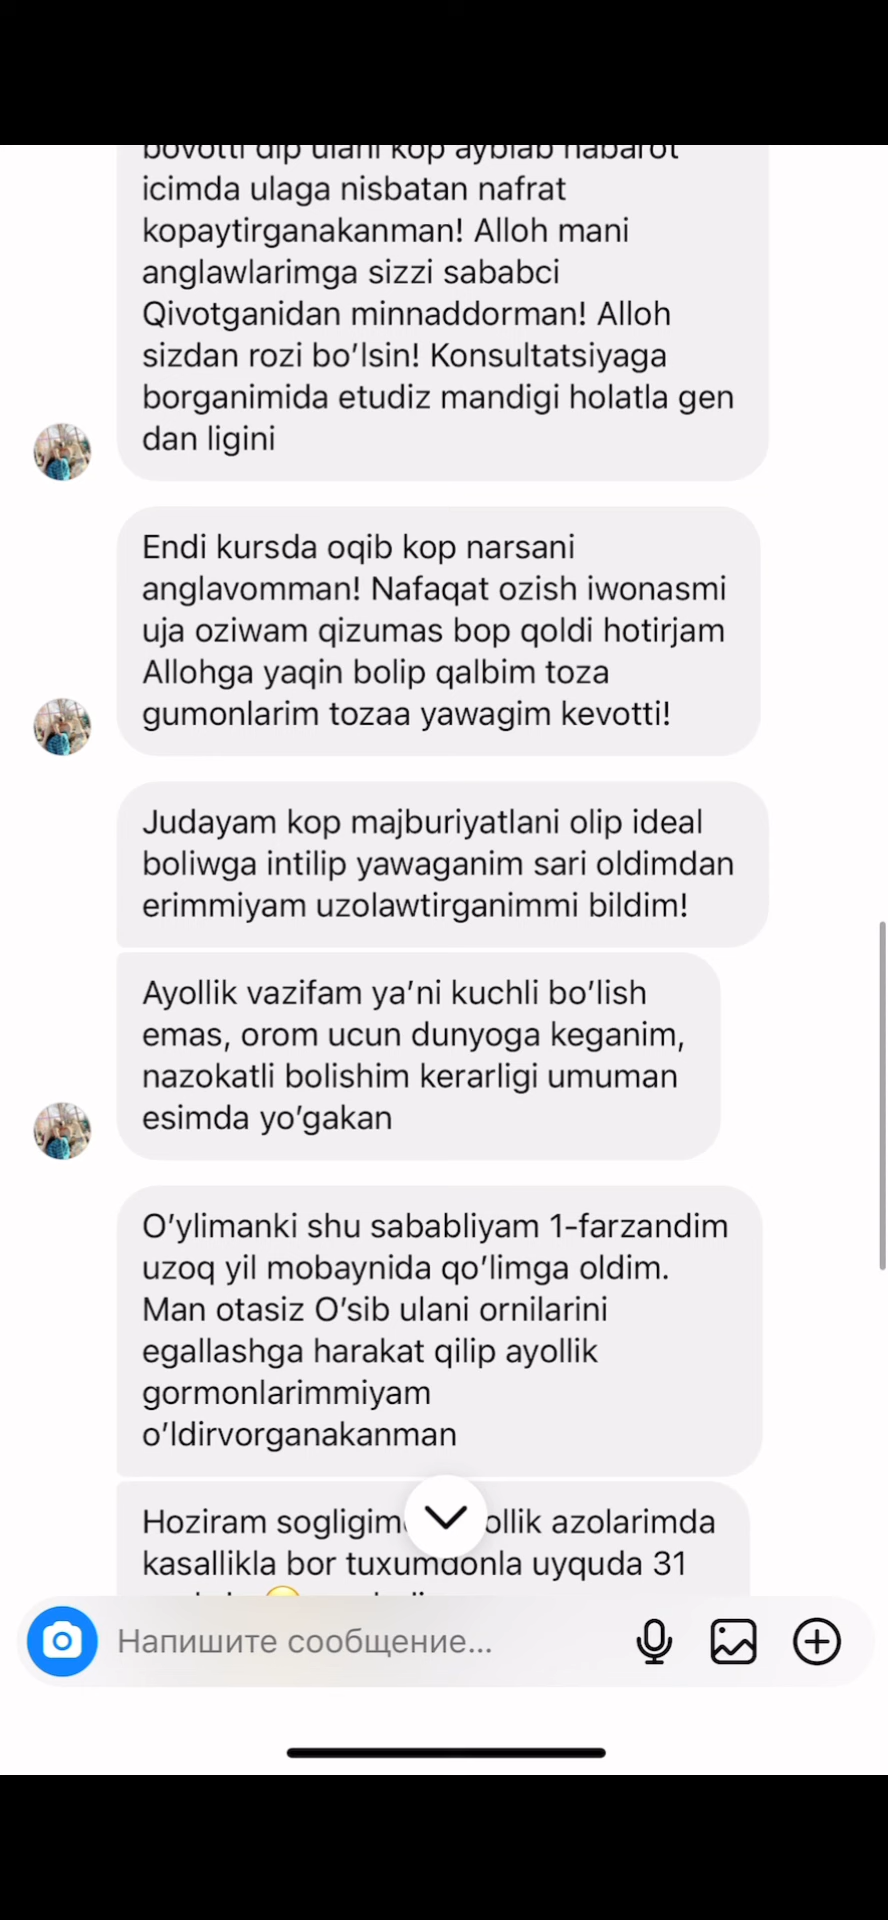 bovotti dip ulani kop ayblab habarot
icimda ulaga nisbatan nafrat
kopaytirganakanman! Alloh mani
anglawlarimga sizzi sababci
Qivotganidan minnaddorman! Alloh
sizdan rozi bo'lsin! Konsultatsiyaga
borganimida etudiz mandigi holatla gen
dan ligini
Endi kursda oqib kop narsani
anglavomman! Nafaqat ozish iwonasmi
uja oziwam qizumas bop qoldi hotirjam
Allohga yaqin bolip qalbim toza
gumonlarim tozaa yawagim kevotti!
Judayam kop majburiyatlani olip ideal
boliwga intilip yawaganim sari oldimdan
erimmiyam uzolawtirganimmi bildim!
Ayollik vazifam ya'ni kuchli bo'lish
emas, orom ucun dunyoga keganim,
nazokatli bolishim kerarligi umuman
esimda yo'gakan
O'ylimanki shu sababliyam 1-farzandim
uzoq yil mobaynida qo'limga oldim.
Man otasiz O'sib ulani ornilarini
egallashga harakat qilip ayollik
gormonlarimmiyam
o'ldirvorganakanman
Hoziram azolarimda
kasallikla bor tuxumdonla uyquda 31
Напишите сообщение...